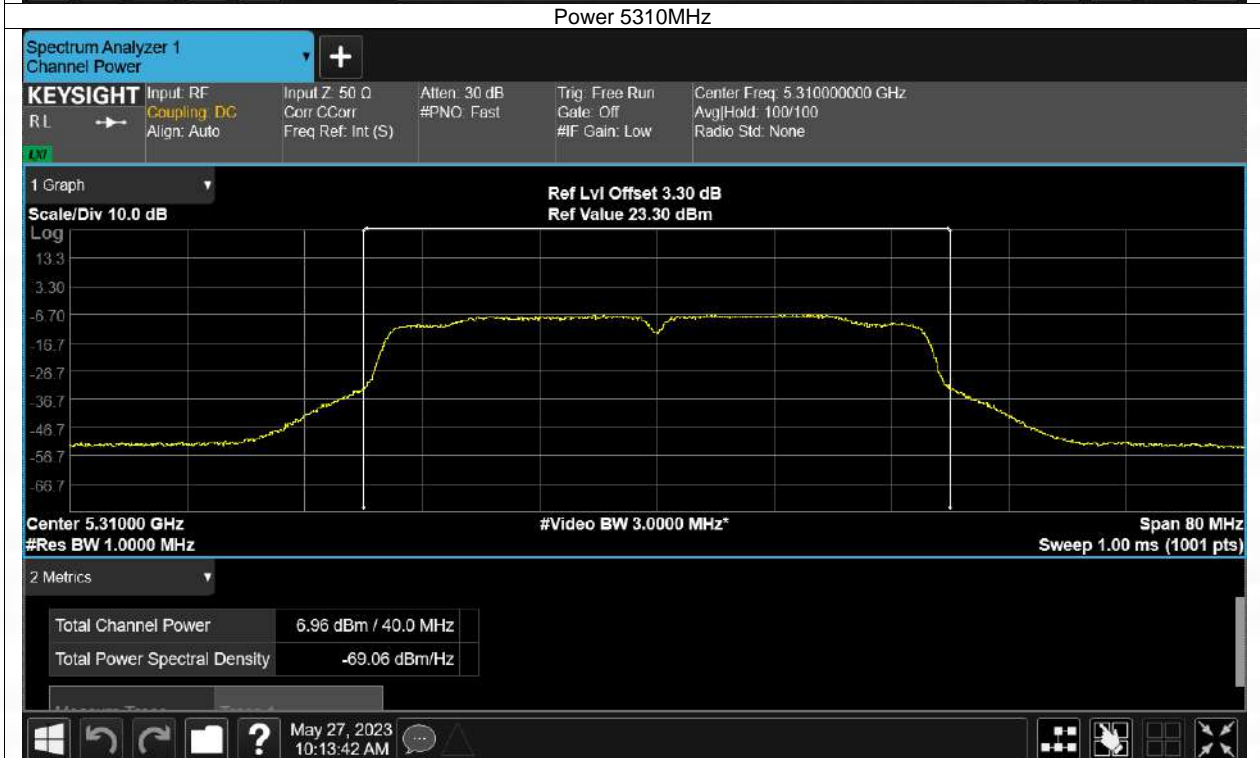 Power 5310MHz
Spectrum Analyzer 1
Channel Power
+
KEYSIGHT
RL
LXI
Input: RF
Coupling: DC
Align: Auto
Input Z: 50 Ω
Corr CCorr
Freq Ref: Int (S)
Atten: 30 dB
#PNO: Fast
Trig: Free Run
Gate: Off
#IF Gain: Low
Center Freq: 5.310000000 GHz
Avg|Hold: 100/100
Radio Std: None
1 Graph
Scale/Div 10.0 dB
Ref Lvl Offset 3.30 dB
Ref Value 23.30 dBm
Log
13.3
3.30
-6.70
-16.7
-26.7
-36.7
-46.7
-56.7
-66.7
Center 5.31000 GHz
#Video BW 3.0000 MHz*
Span 80 MHz
#Res BW 1.0000 MHz
Sweep 1.00 ms (1001 pts)
2 Metrics
Total Channel Power 6.96 dBm / 40.0 MHz
Total Power Spectral Density -69.06 dBm/Hz
?
May 27, 2023
10:13:42 AM